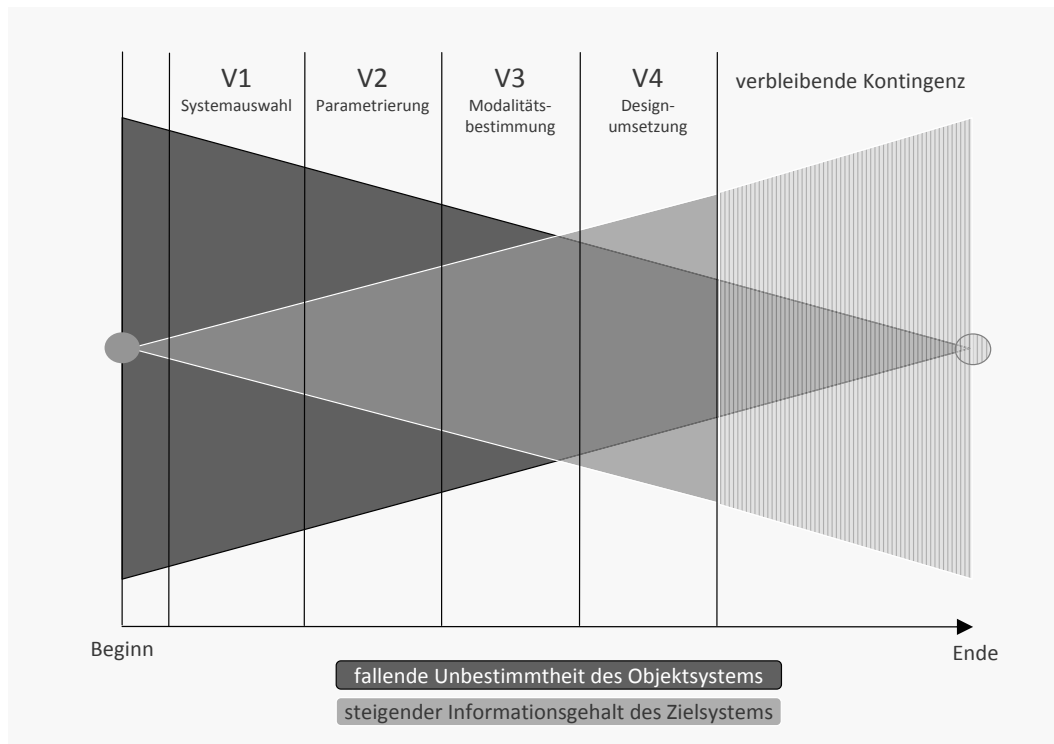 V1
Systemauswahl
V2
Parametrierung
V3
Modalitäts-
bestimmung
V4
Design-
umsetzung
verbleibende Kontingenz
Beginn
Ende
fallende Unbestimmtheit des Objektsystems
steigender Informationsgehalt des Zielsystems